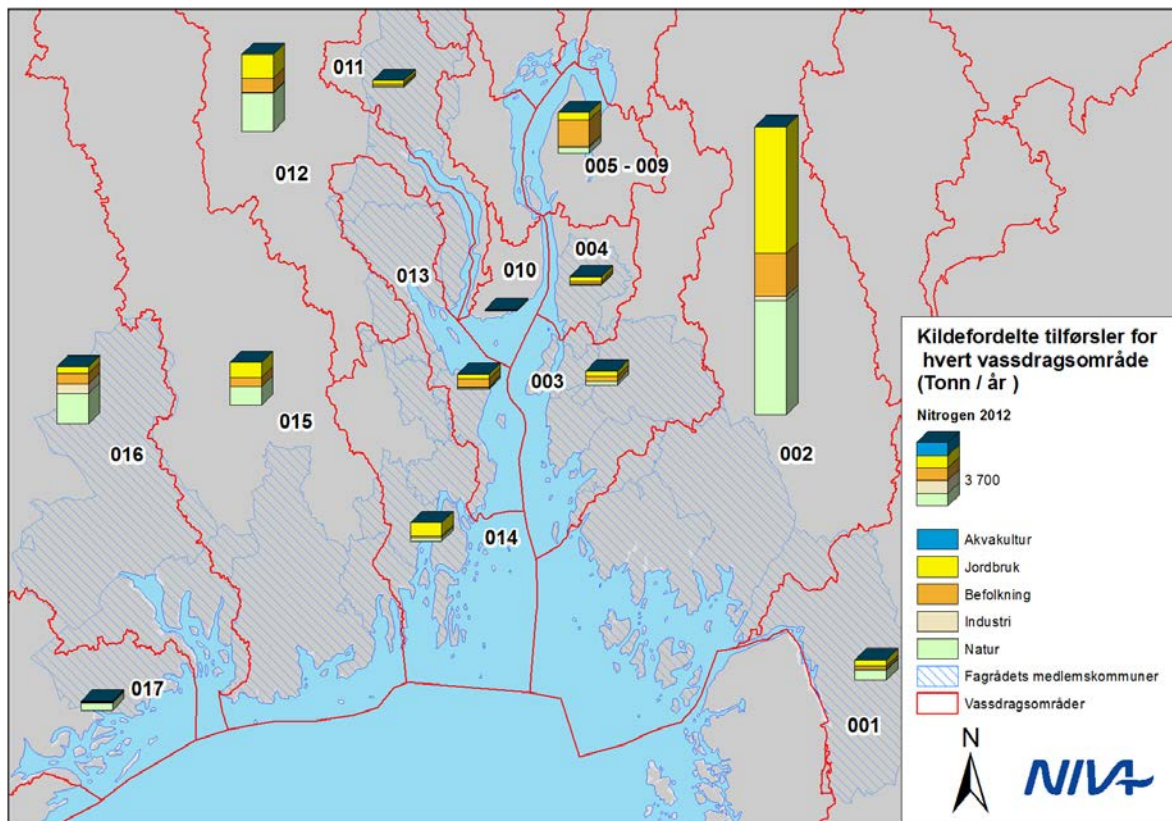 011
012
005 - 009
004
013
010
003
015
016
002
014
017
001
Kildefordelte tilførsler for
hvert vassdragsområde
(Tonn / år )
Nitrogen 2012
3 700
Akvakultur
Jordbruk
Befolkning
Industri
Natur
Fagrådets medlemskommuner
Vassdragsområder
N
NIVA